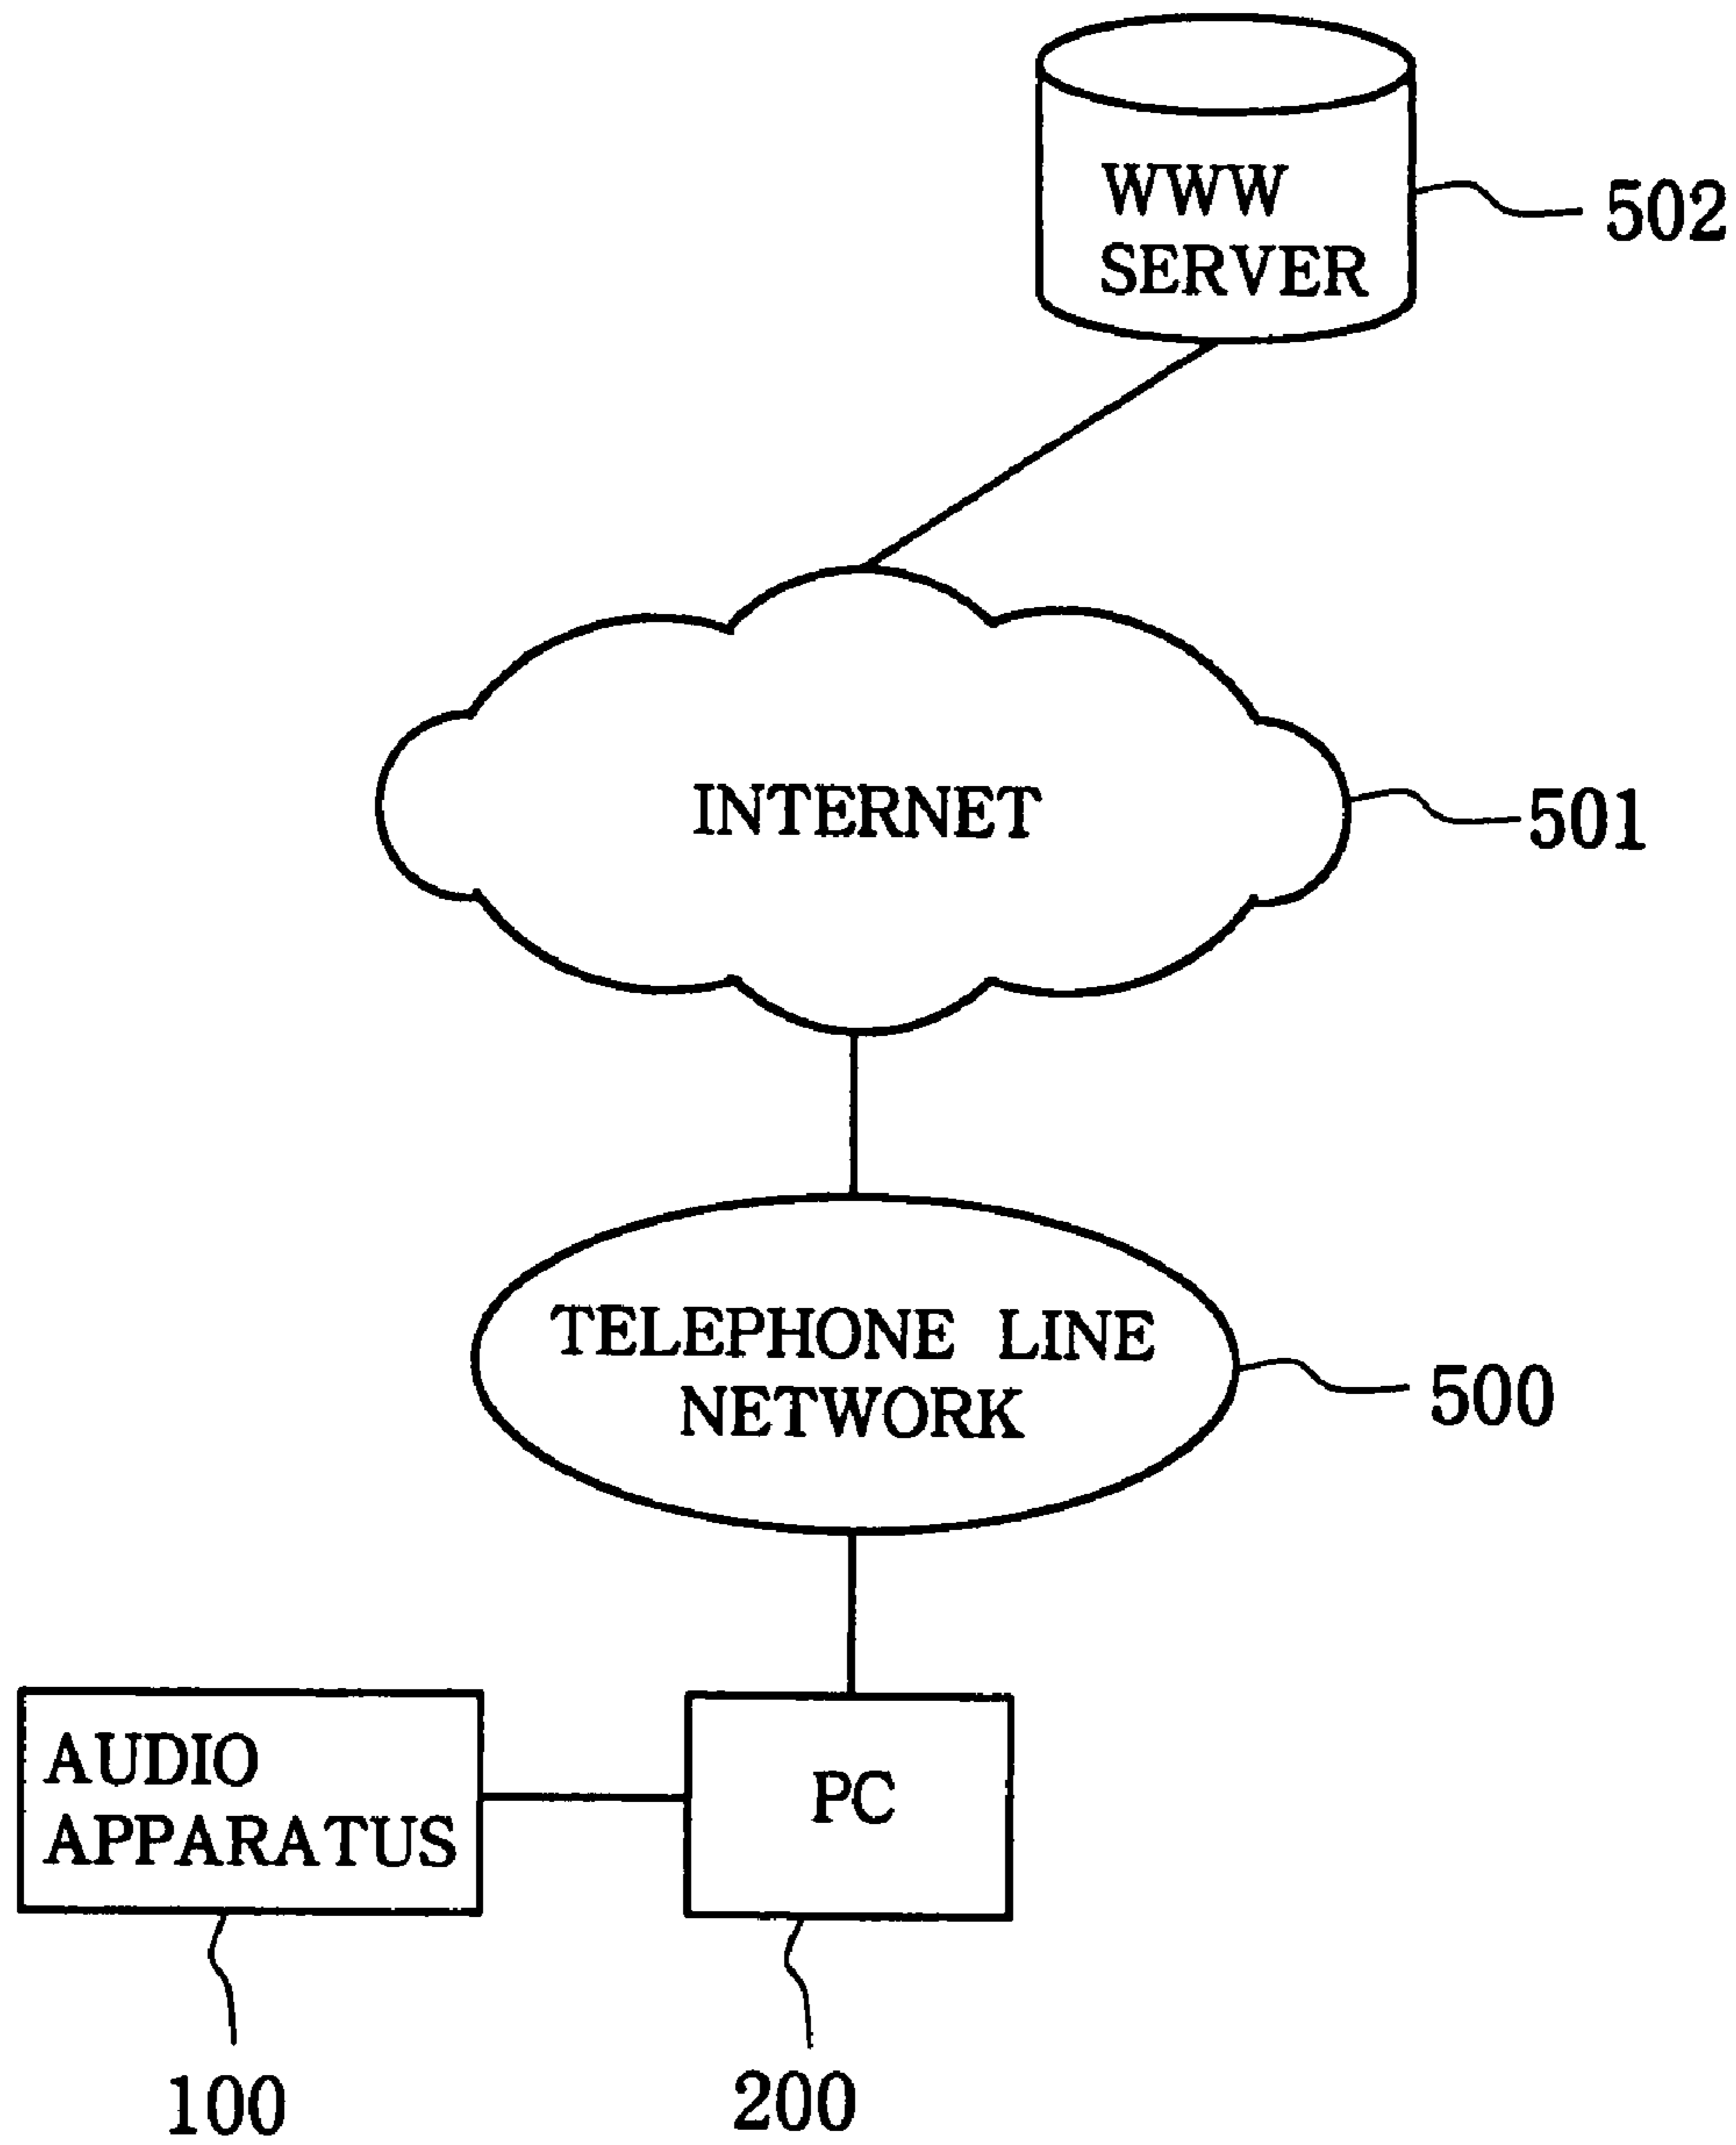 WWW
SERVER
502
INTERNET
501
TELEPHONE LINE
NETWORK
500
AUDIO
APPARATUS
PC
100
200